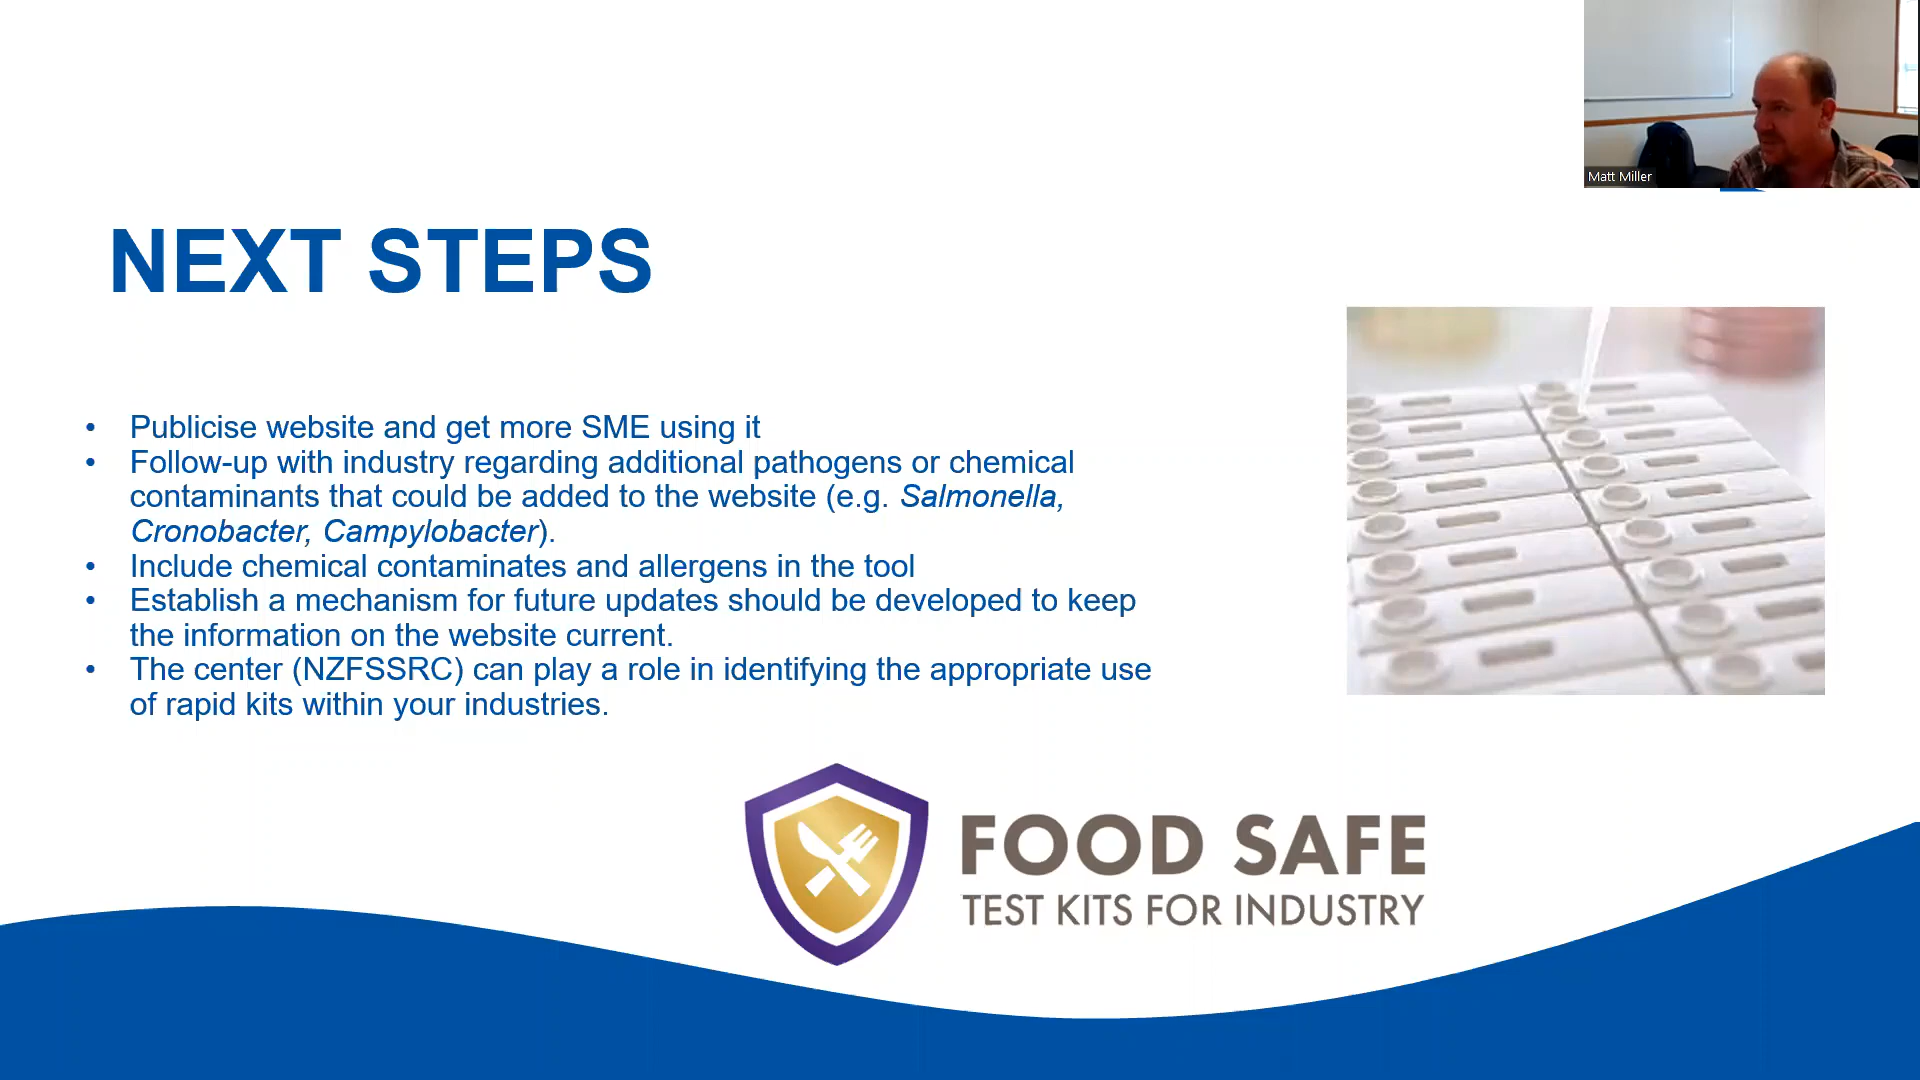 Matt Miller
NEXT STEPS
• Publicise website and get more SME using it
• Follow-up with industry regarding additional pathogens or chemical
contaminants that could be added to the website (e.g. Salmonella,
Cronobacter, Campylobacter).
• Include chemical contaminates and allergens in the tool
• Establish a mechanism for future updates should be developed to keep
the information on the website current.
• The center (NZFSSRC) can play a role in identifying the appropriate use
of rapid kits within your industries.
FOOD SAFE
TEST KITS FOR INDUSTRY